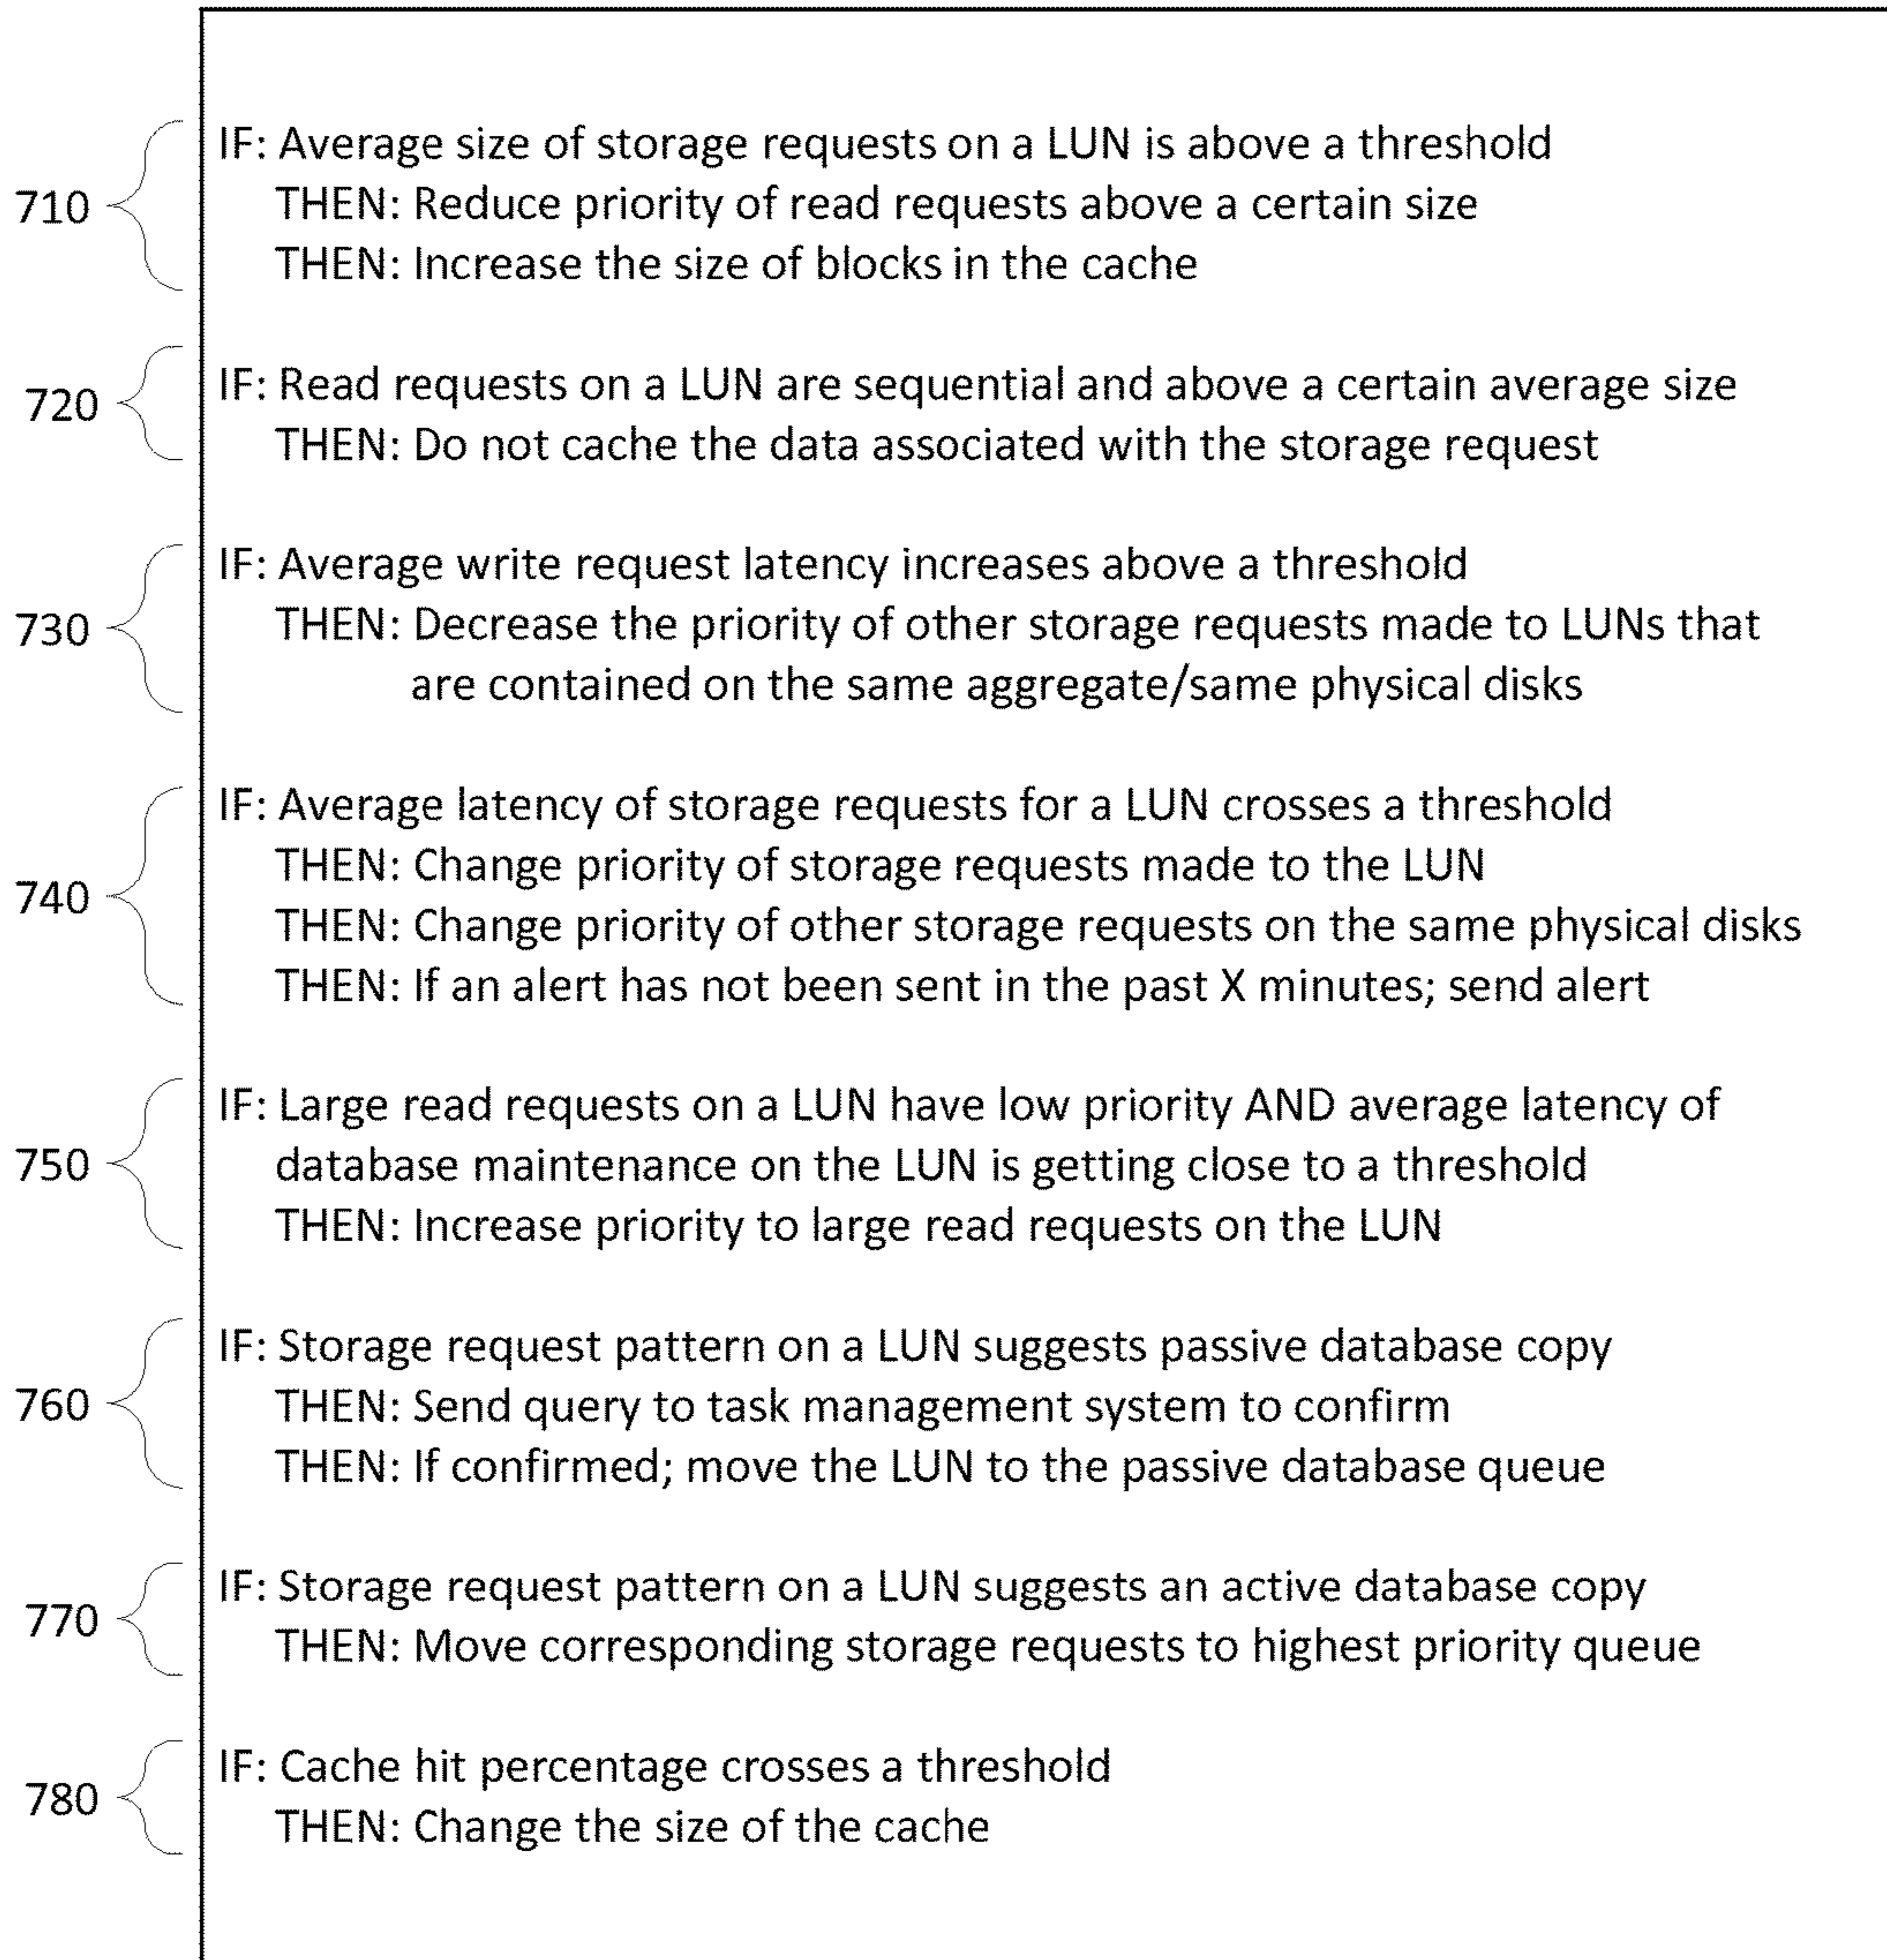 710
IF: Average size of storage requests on a LUN is above a threshold
THEN: Reduce priority of read requests above a certain size
THEN: Increase the size of blocks in the cache
720
IF: Read requests on a LUN are sequential and above a certain average size
THEN: Do not cache the data associated with the storage request
730
IF: Average write request latency increases above a threshold
THEN: Decrease the priority of other storage requests made to LUNs that
are contained on the same aggregate/same physical disks
740
IF: Average latency of storage requests for a LUN crosses a threshold
THEN: Change priority of storage requests made to the LUN
THEN: Change priority of other storage requests on the same physical disks
THEN: If an alert has not been sent in the past X minutes; send alert
750
IF: Large read requests on a LUN have low priority AND average latency of
database maintenance on the LUN is getting close to a threshold
THEN: Increase priority to large read requests on the LUN
760
IF: Storage request pattern on a LUN suggests passive database copy
THEN: Send query to task management system to confirm
THEN: If confirmed; move the LUN to the passive database queue
770
IF: Storage request pattern on a LUN suggests an active database copy
THEN: Move corresponding storage requests to highest priority queue
780
IF: Cache hit percentage crosses a threshold
THEN: Change the size of the cache